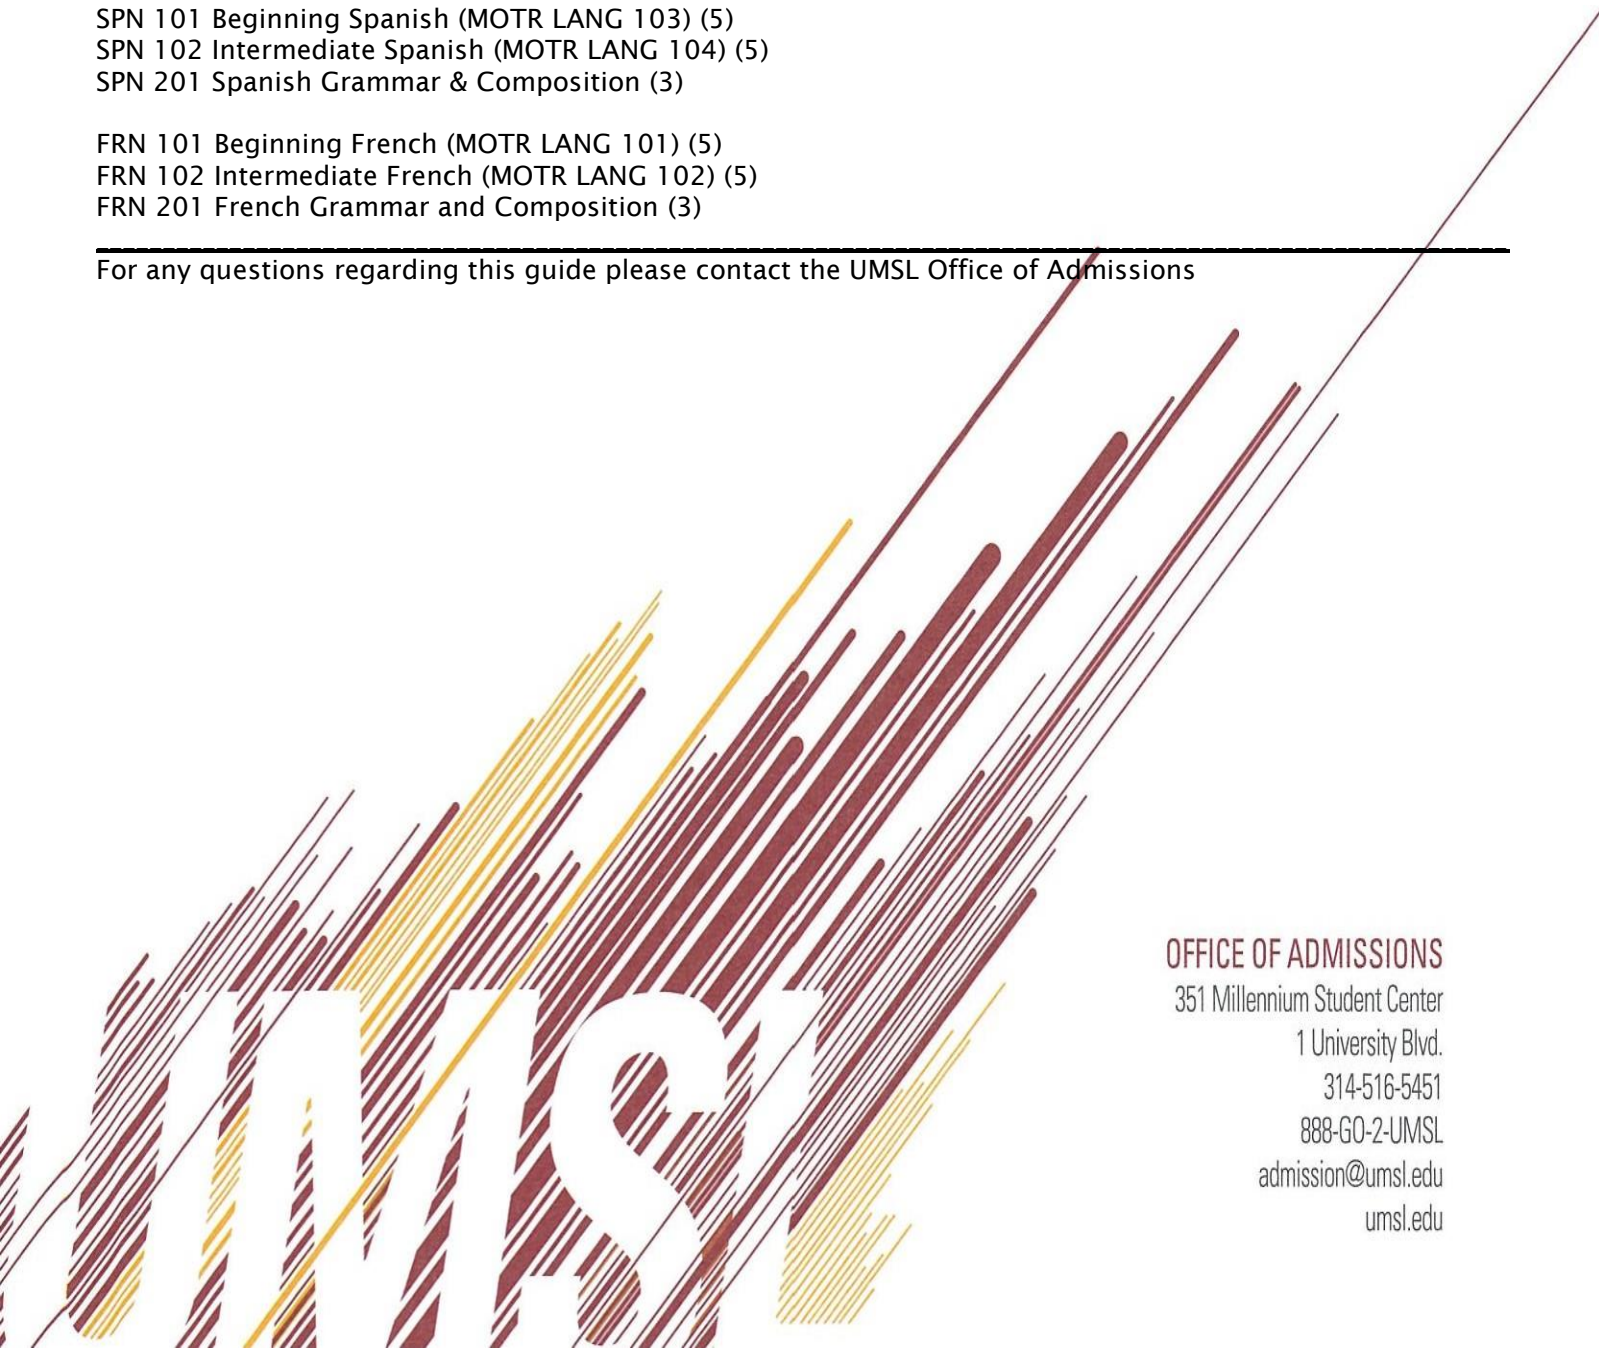 SPN 101 Beginning Spanish (MOTR LANG 103) (5)
SPN 102 Intermediate Spanish (MOTR LANG 104) (5)
SPN 201 Spanish Grammar & Composition (3)
FRN 101 Beginning French (MOTR LANG 101) (5)
FRN 102 Intermediate French (MOTR LANG 102) (5)
FRN 201 French Grammar and Composition (3)
For any questions regarding this guide please contact the UMSL Office of Admissions
OFFICE OF ADMISSIONS
351 Millennium Student Center
1 University Blvd.
314-516-5451
888-GO-2-UMSL
admission@umsl.edu
umsl.edu
UMSL